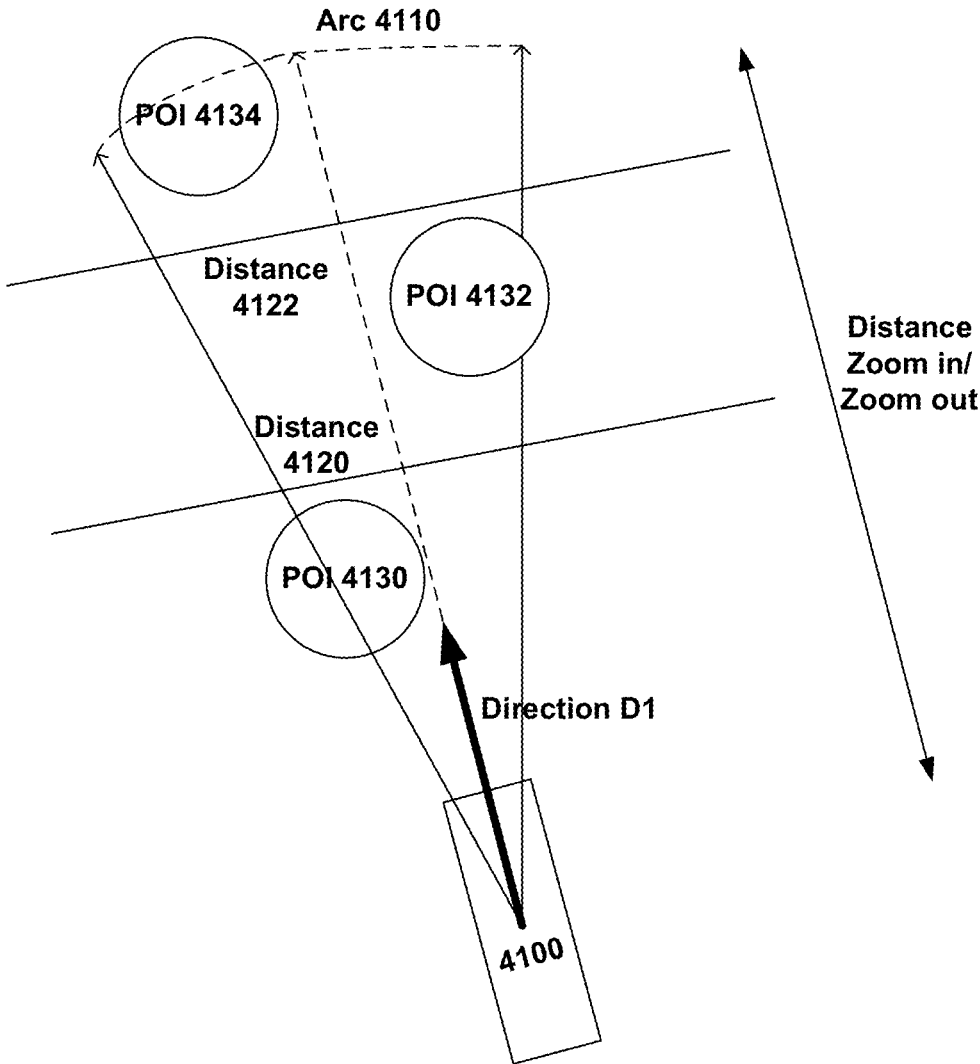 Arc 4110
POI 4134
Distance
4122
POI 4132
Distance
Zoom in/
Zoom out
Distance
4120
POI 4130
Direction D1
4100